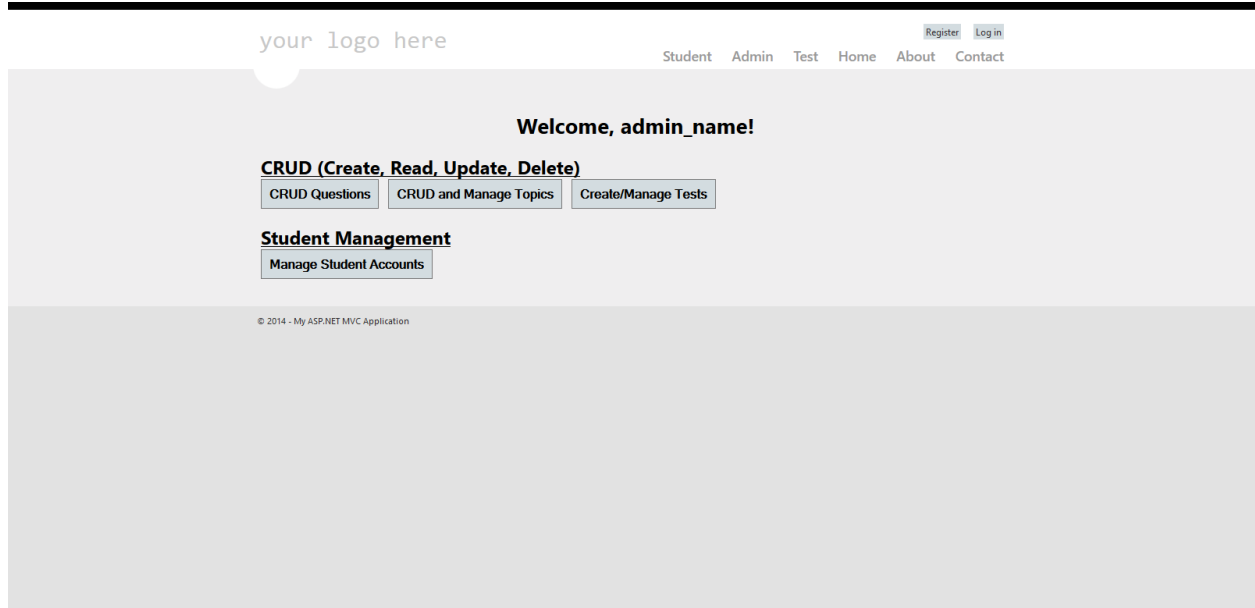 Register Log in
your logo here
Student Admin Test Home About Contact
Welcome, admin_name!
CRUD (Create, Read, Update, Delete)
CRUD Questions CRUD and Manage Topics Create/Manage Tests
Student Management
Manage Student Accounts
© 2014 - My ASP.NET MVC Application